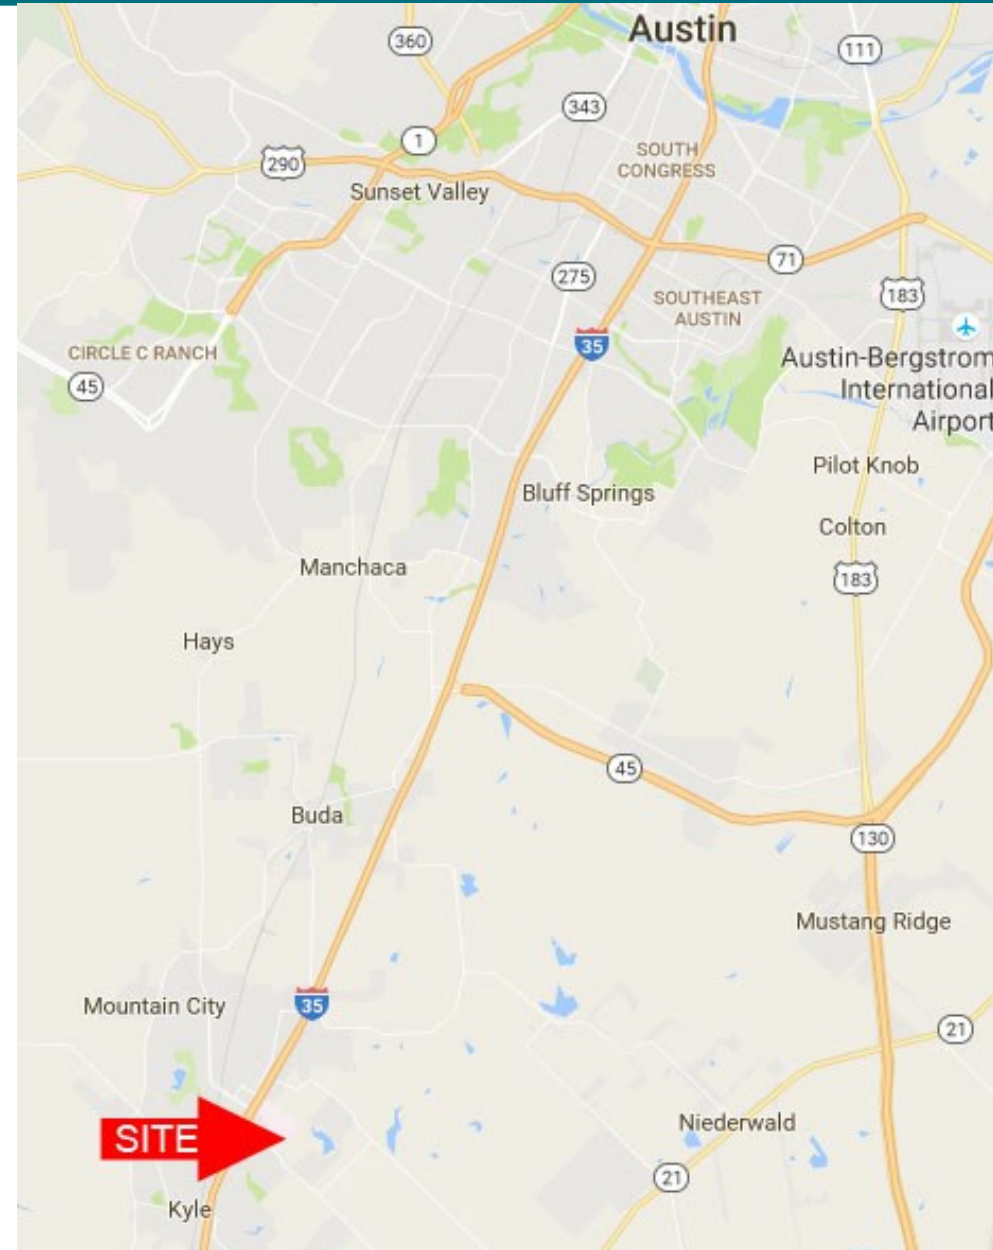 Austin
360
111
343
1
SOUTH
CONGRESS
290
Sunset Valley
71
275
183
SOUTHEAST
AUSTIN
35
CIRCLE C RANCH
45
Austin-Bergstrom
International
Airport
Pilot Knob
Bluff Springs
Colton
Manchaca
183
Hays
45
Buda
130
Mustang Ridge
Mountain City
35
21
Niederwald
SITE
21
Kyle